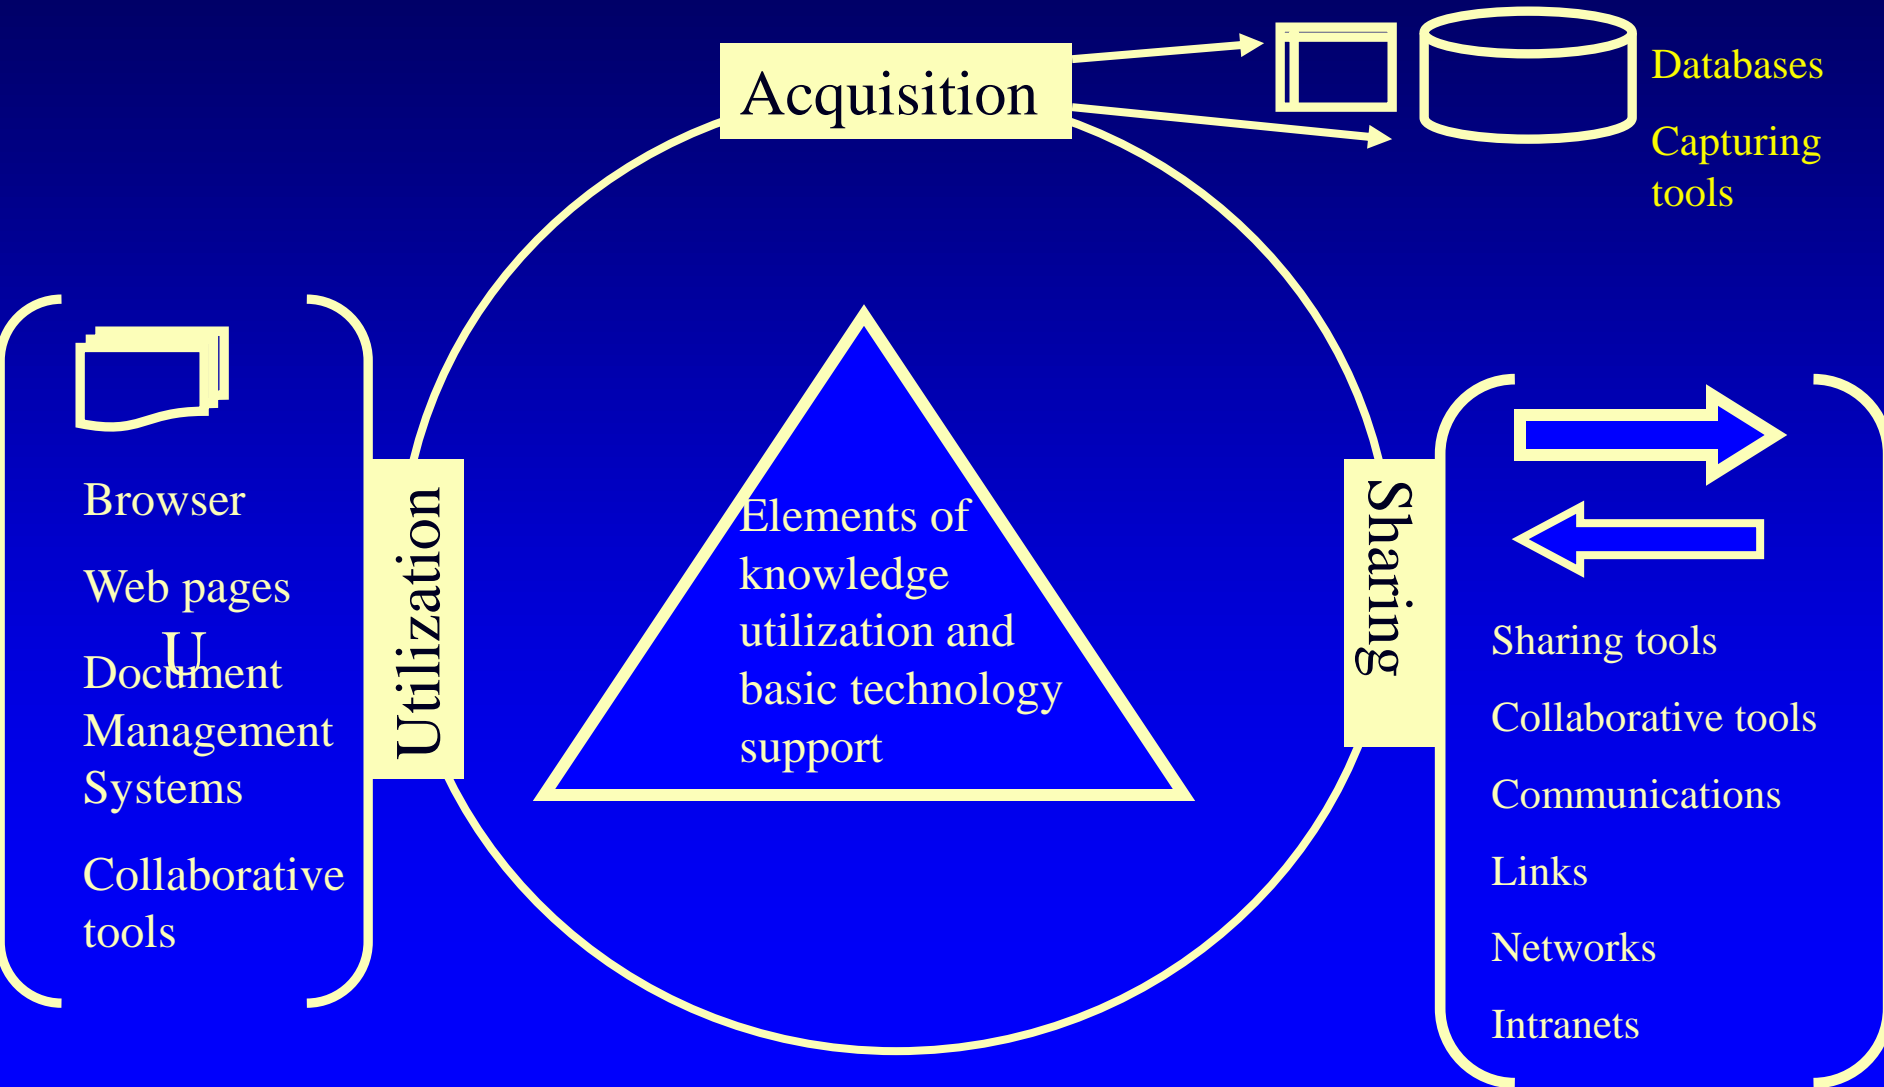 Acquisition
Databases
Capturing
tools
Browser
Web pages
U
Document
Management
Systems
Collaborative
tools
Utilization
Elements of
knowledge
utilization and
basic technology
support
Sharing
Sharing tools
Collaborative tools
Communications
Links
Networks
Intranets